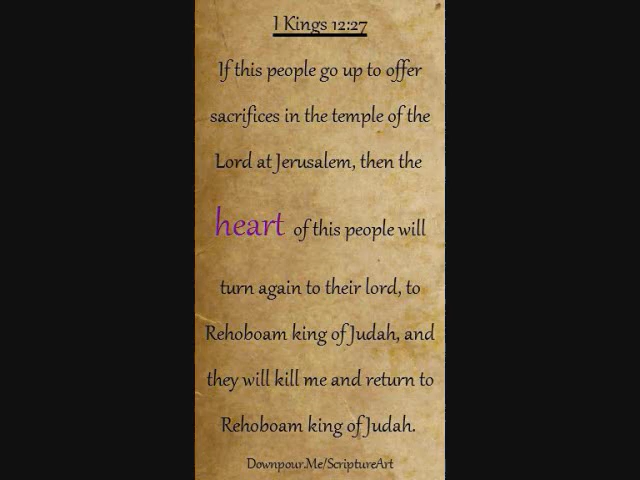 I Kings 12:27
If this people go up to offer
sacrifices in the temple of the
Lord at Jerusalem, then the
heart of this people will
turn again to their lord, to
Rehoboam king of Judah, and
they will kill me and return to
Rehoboam king of Judah.
Downpour.Me/ScriptureArt